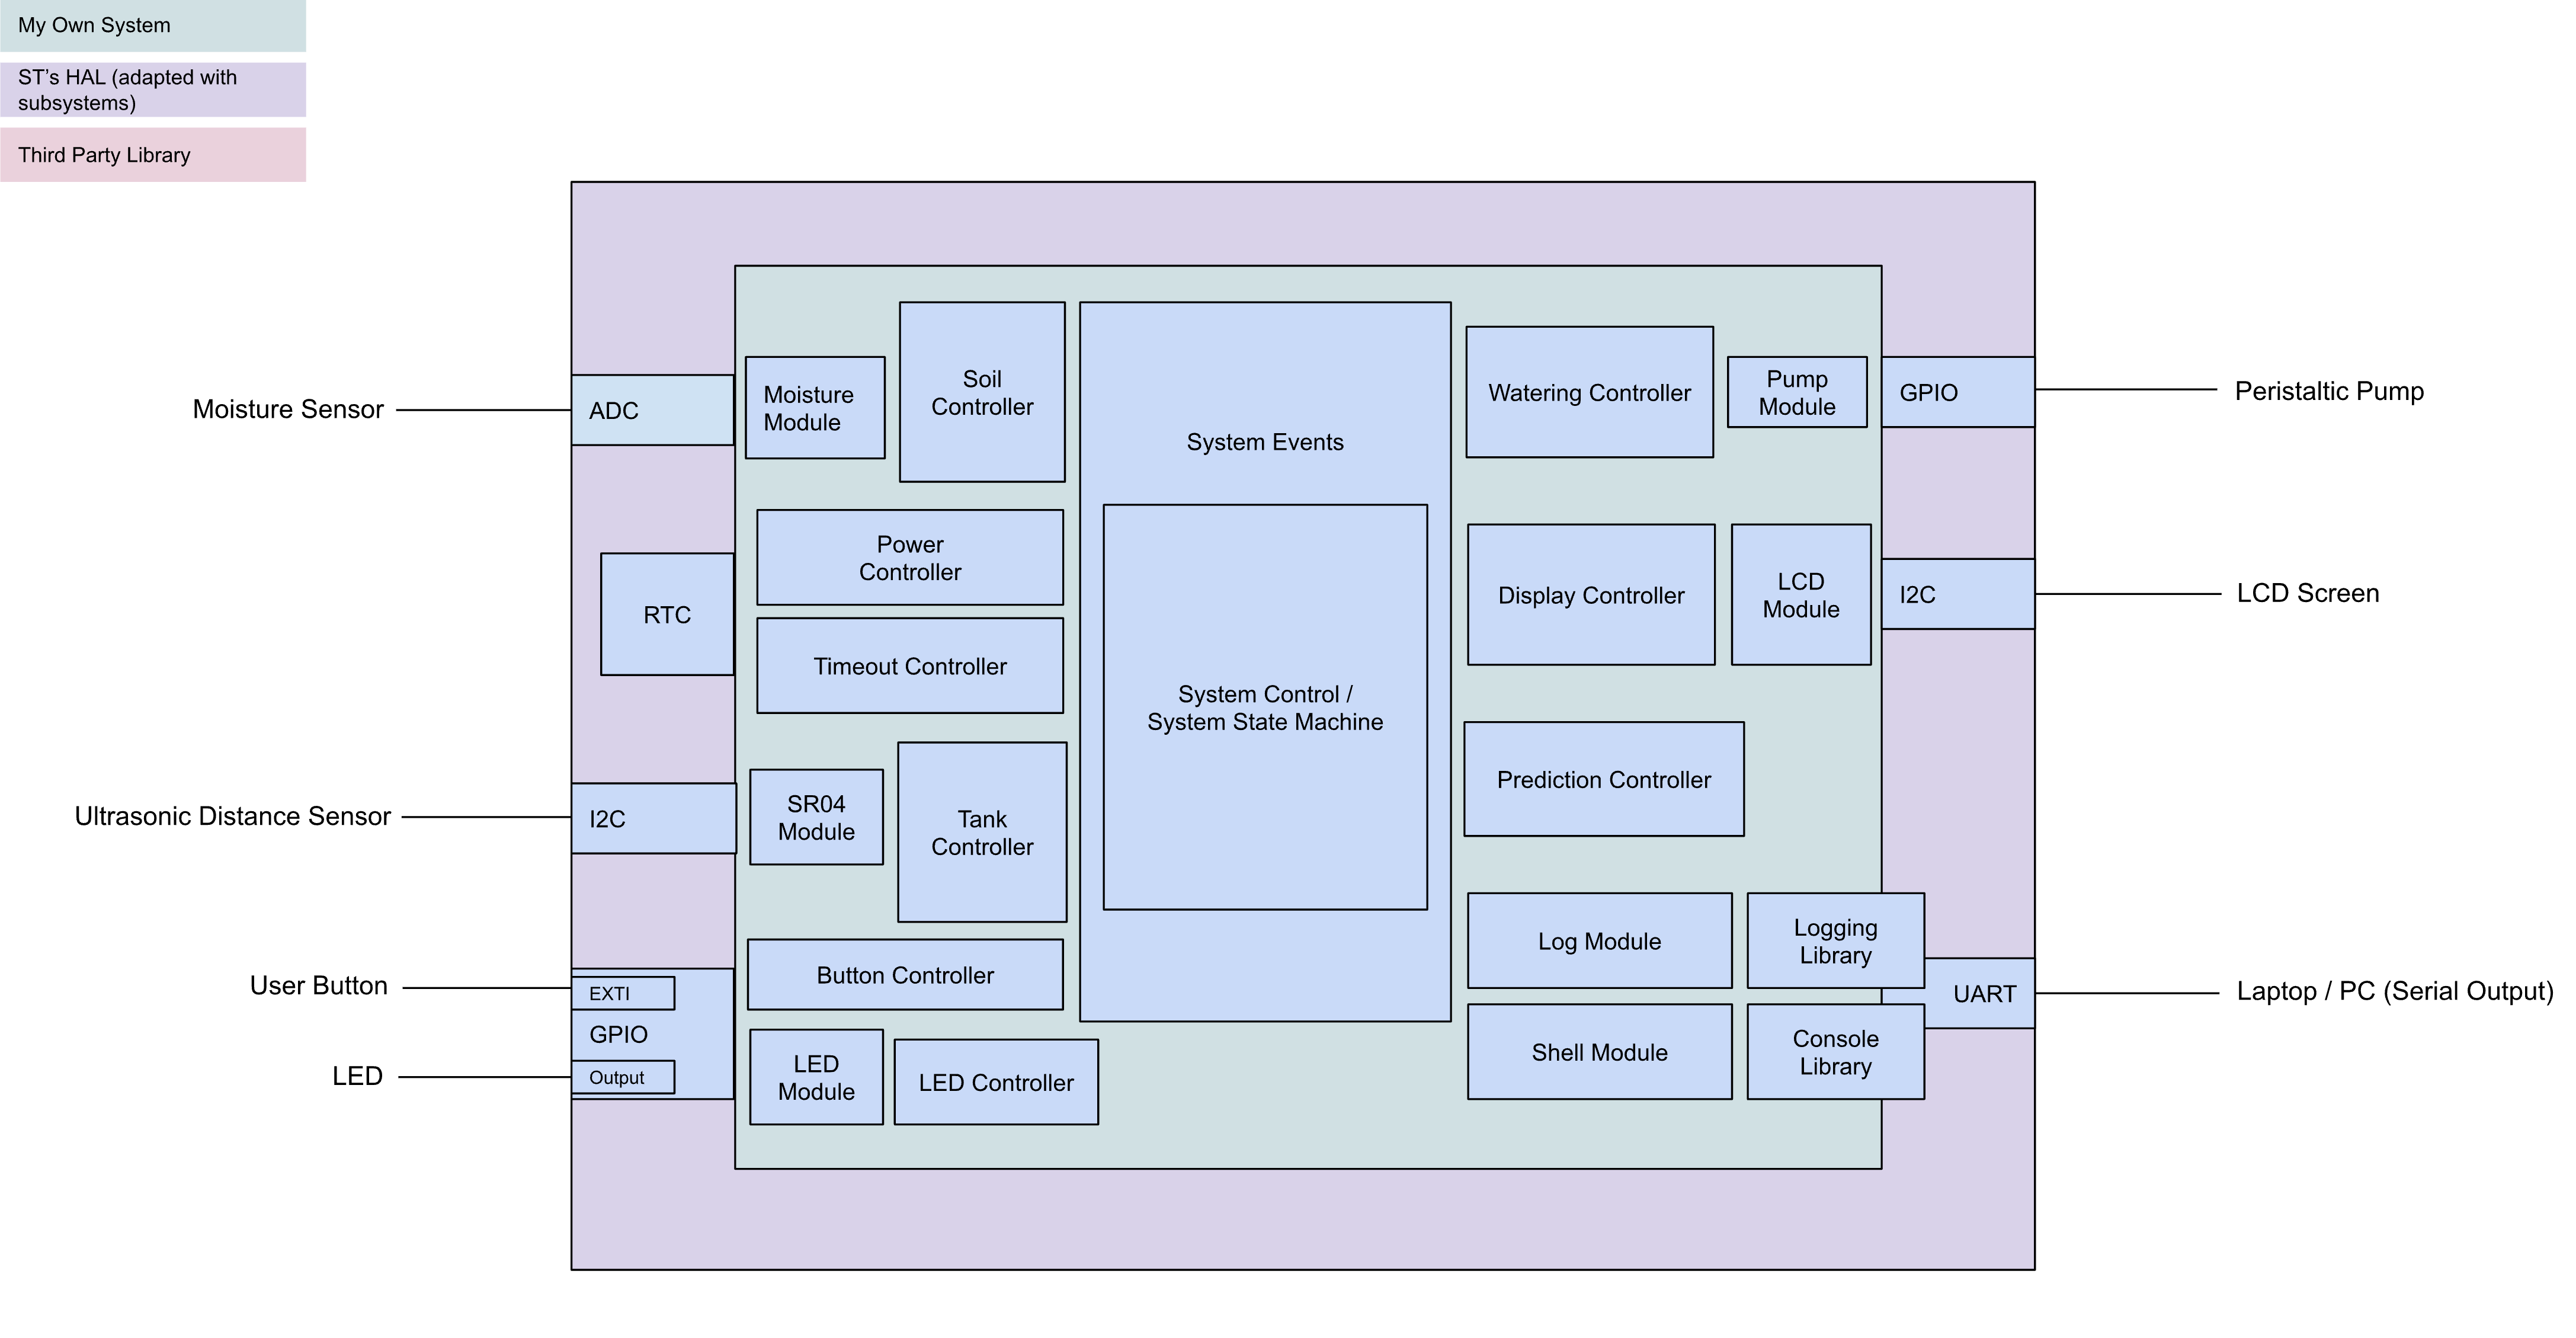 My Own System
ST’s HAL (adapted with
subsystems)
Third Party Library
Moisture Sensor
ADC
Moisture
Module
Soil
Controller
System Events
Watering Controller
Pump
Module
GPIO
Peristaltic Pump
Power
Controller
RTC
Timeout Controller
System Control /
System State Machine
Display Controller
LCD
Module
I2C
LCD Screen
Ultrasonic Distance Sensor
I2C
SR04
Module
Tank
Controller
Prediction Controller
User Button
EXTI
GPIO
Output
LED
Button Controller
LED
Module
LED Controller
Log Module
Logging
Library
Shell Module
Console
Library
UART
Laptop / PC (Serial Output)